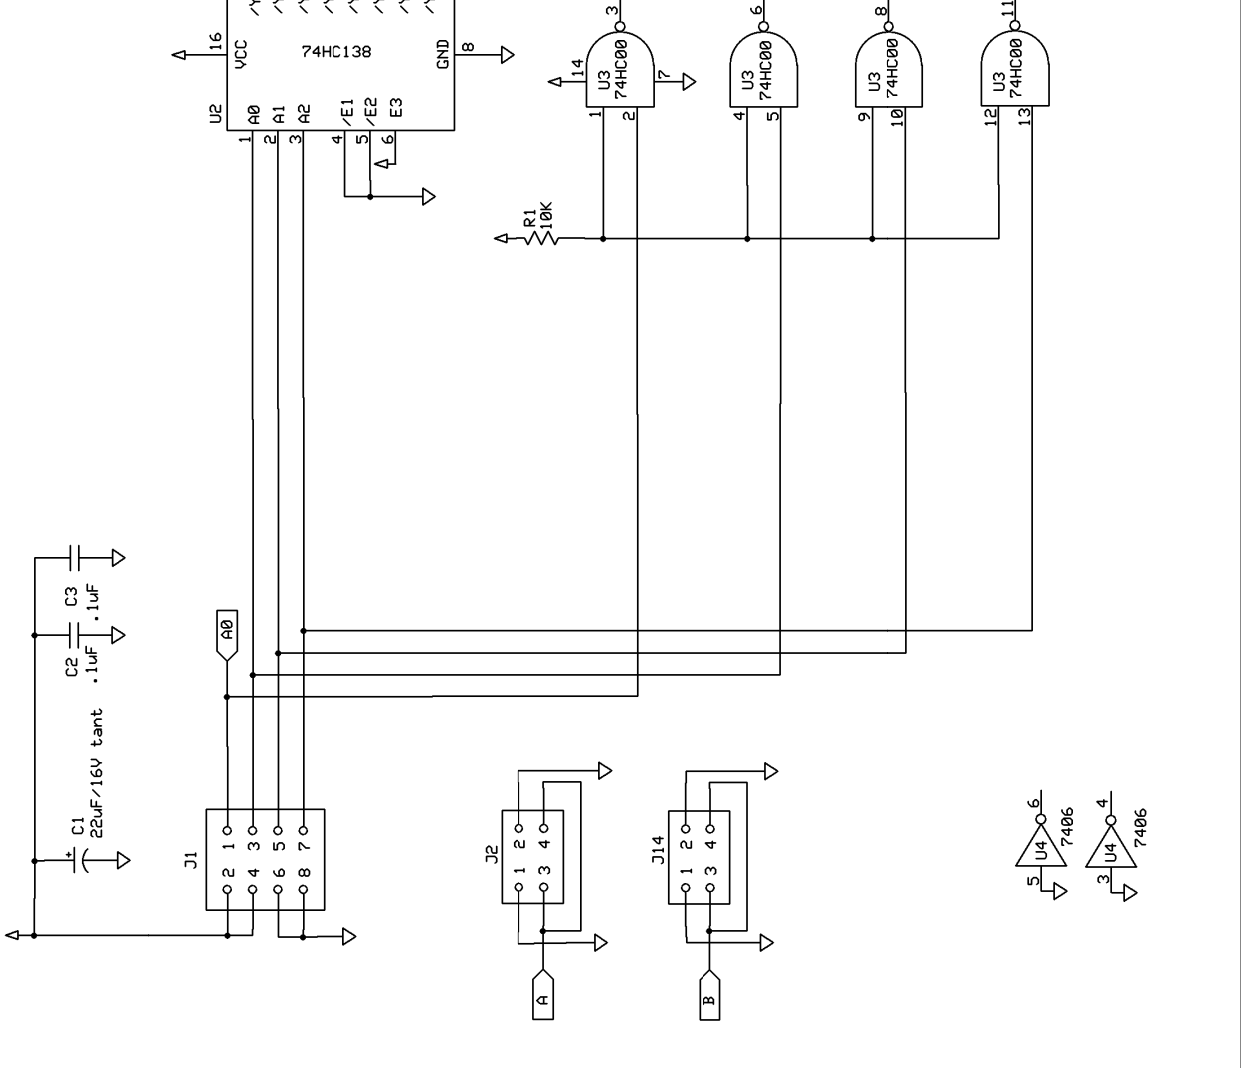 3
6
8
11
/Y
/Y
/Y
/Y
/Y
/Y
/Y
/Y
16
VCC
74HC138
GND
8
U2
A0
A1
A2
/E1
/E2
E3
1
2
3
4
5
6
14
U3
74HC00
7
U3
74HC00
U3
74HC00
U3
74HC00
1
2
4
5
9
10
12
13
R1
10K
C3
.1uF
C2
.1uF
C1
22uF/16V tant
+
A0
J1
1
3
5
7
2
4
6
8
J2
2
4
1
3
A
J14
2
4
1
3
B
6
U4
7406
5
4
U4
7406
3